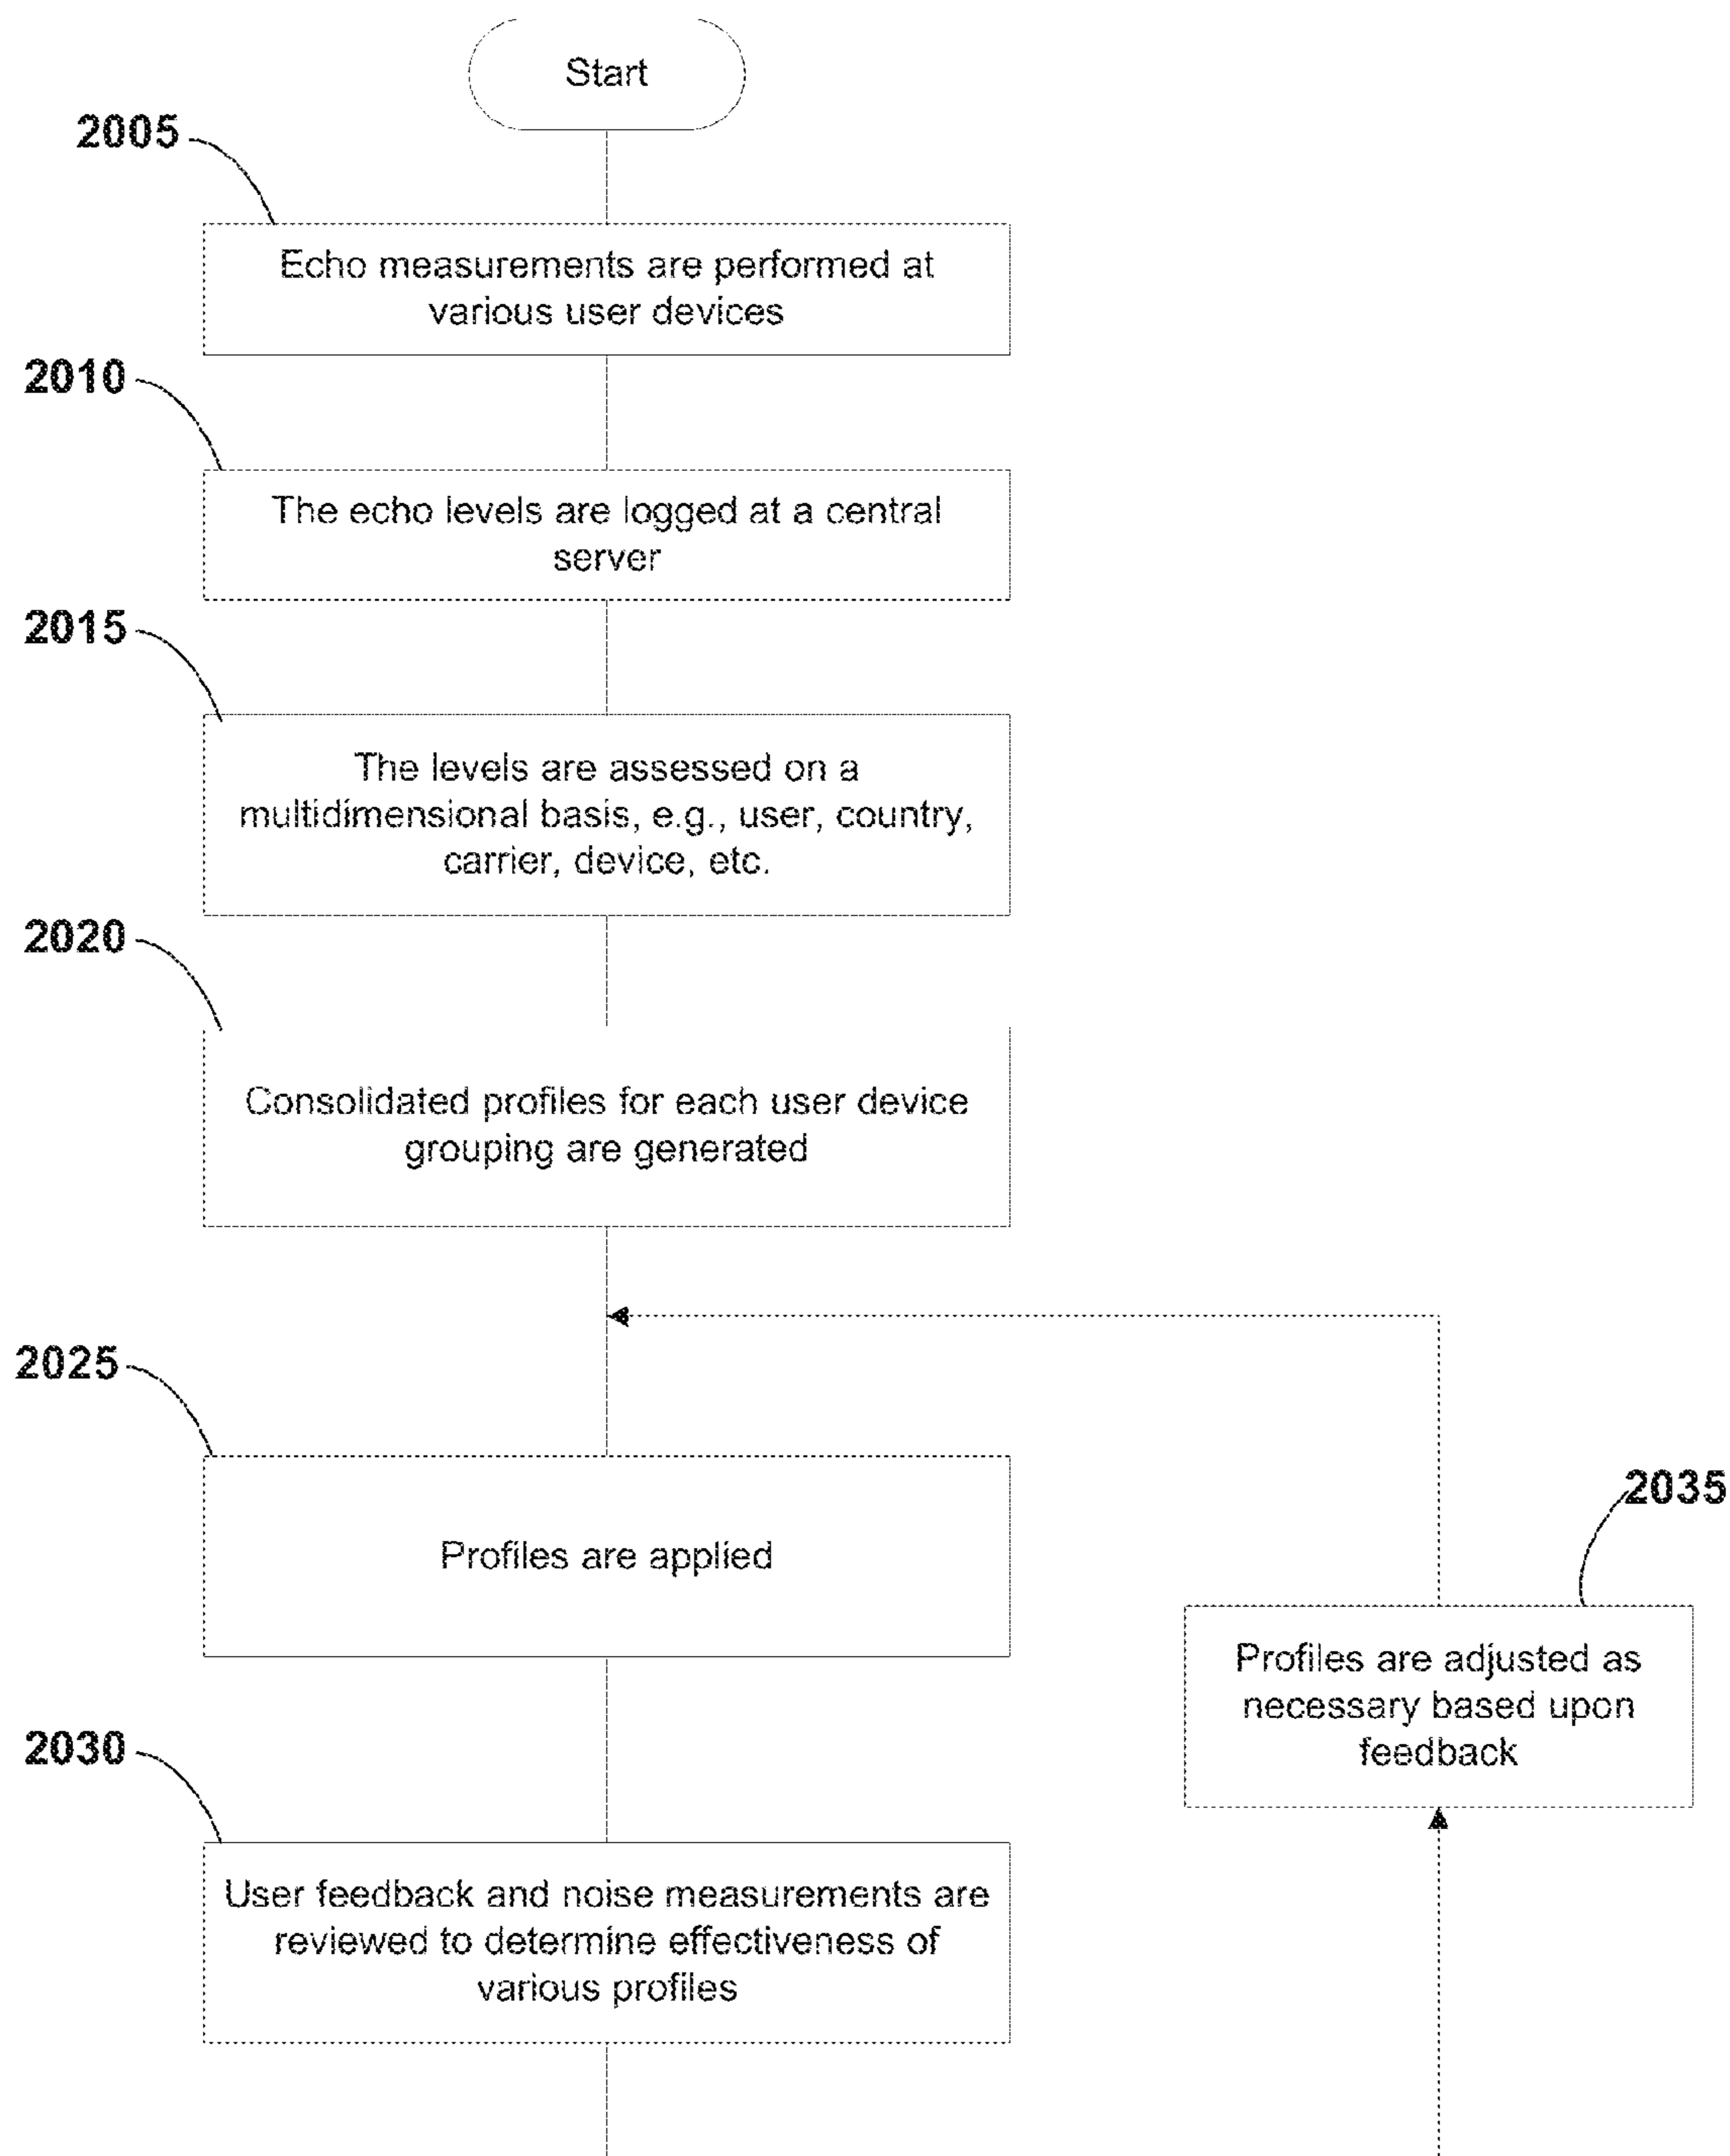 Start
2005
Echo measurements are performed at
various user devices
2010
The echo levels are logged at a central
server
2015
The levels are assessed on a
multidimensional basis, e.g., user, country,
carrier, device, etc.
2020
Consolidated profiles for each user device
grouping are generated
2025
Profiles are applied
2035
Profiles are adjusted as
necessary based upon
feedback
2030
User feedback and noise measurements are
reviewed to determine effectiveness of
various profiles